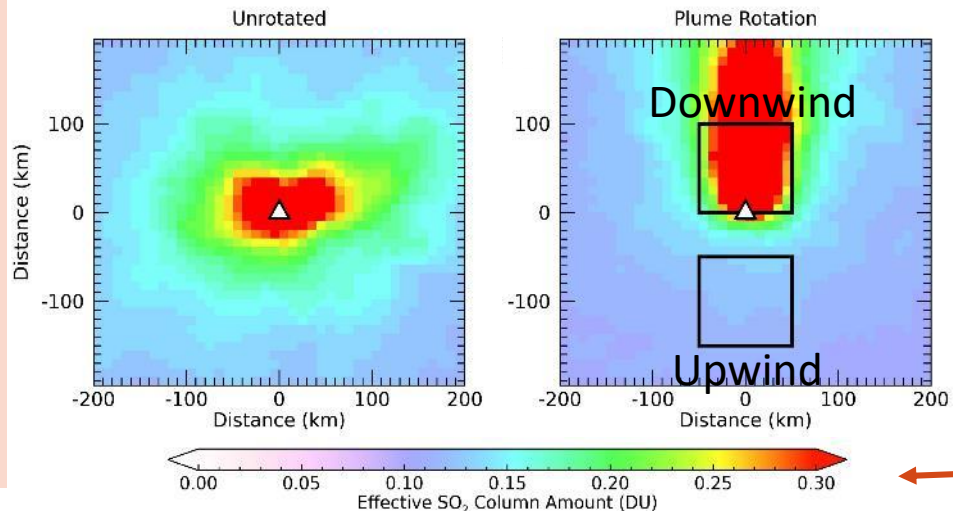 Unrotated
Plume Rotation
Distance (km)
100
0
-100
-200 -100 0 100 200
Distance (km)
Downwind
100
0
-100
Upwind
-200 -100 0 100 200
Distance (km)
0.00 0.05 0.10 0.15 0.20 0.25 0.30
Effective SO₂ Column Amount (DU)